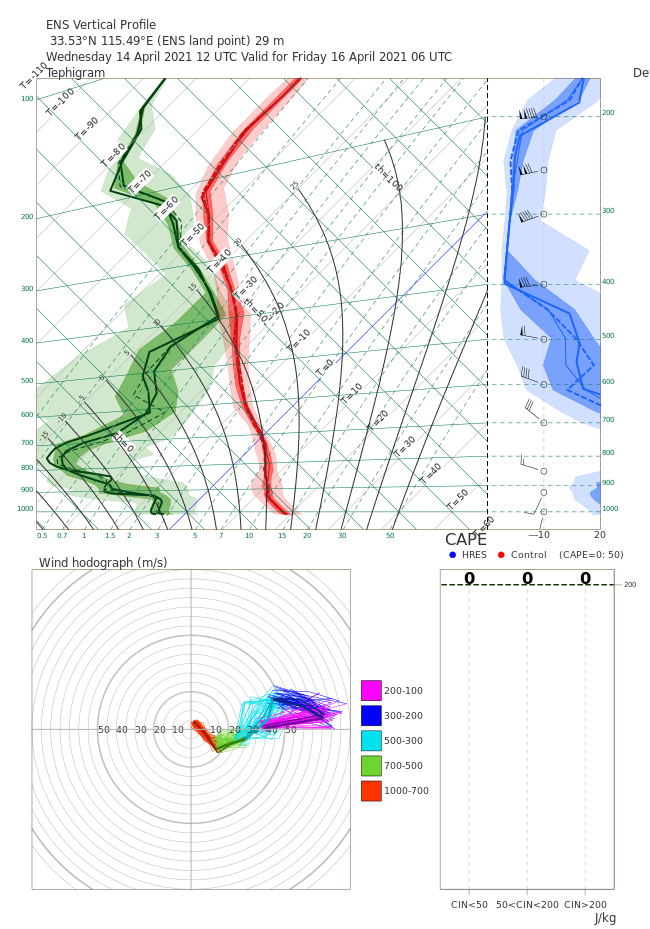 ENS Vertical Profile
33.53°N 115.49°E (ENS land point) 29 m
Wednesday 14 April 2021 12 UTC Valid for Friday 16 April 2021 06 UTC
Tephigram
De
T=-110
T=-100
T=-90
T=-80
T=-70
T=-60
T=-50
T=-40
T=-30
T=-20
T=-10
T=0
T=10
T=20
T=30
T=40
T=50
T=60
th=100
th=50
th=0
25
20
15
10
5
-5
-10
-15
100
200
300
400
500
600
700
800
900
1000
200
300
400
500
600
700
800
900
1000
0.5 0.7 1 1.5 2 3 5 7 10 15 20 30 50
−10 20
CAPE
HRES Control (CAPE=0: 50)
0 0 0
200
CIN<50 50<CIN<200 CIN>200
J/kg
Wind hodograph (m/s)
50 40 30 20 10 10 20 30 40 50
200-100
300-200
500-300
700-500
1000-700